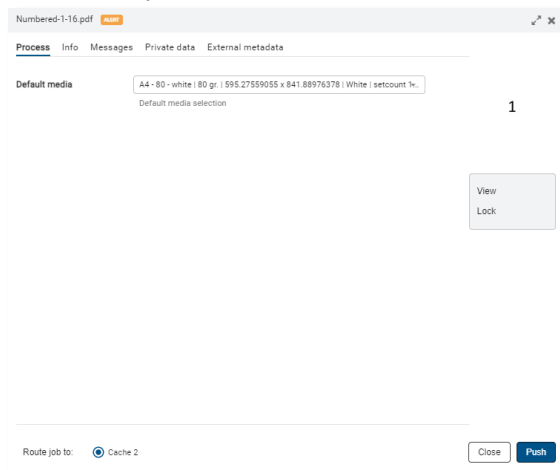 Numbered-1-16.pdf ALERT
Process Info Messages Private data External metadata
Default media
A4 - 80 - white | 80 gr. | 595.27559055 x 841.88976378 | White | setcount 1
Default media selection
1
View
Lock
Route job to: Cache 2
Close Push